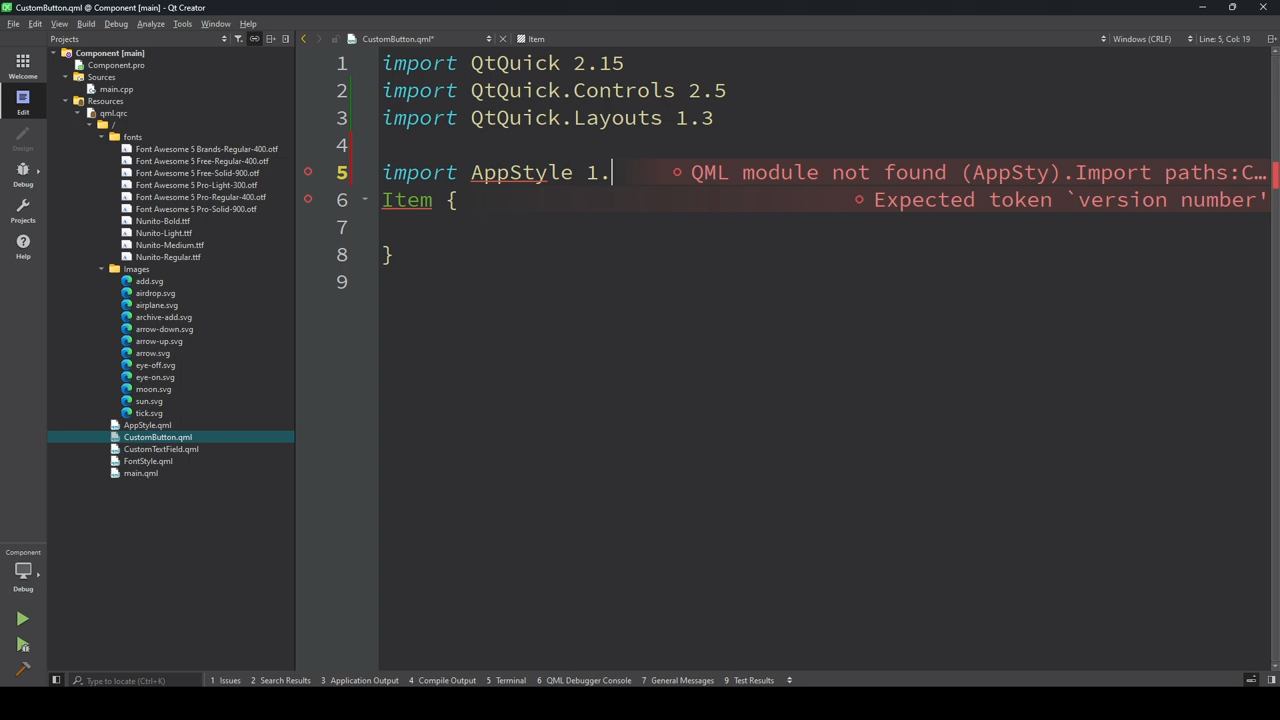 CustomButton.qml @ Component [main] - Qt Creator
File Edit View Build Debug Analyze Tools Window Help
Projects CustomButton.qml* Item Windows (CRLF) Line: 5, Col: 19
Welcome
Edit
Design
Debug
Projects
Help
Component
Debug
Component [main]
Component.pro
Sources
main.cpp
Resources
qml.qrc
/
fonts
Font Awesome 5 Brands-Regular-400.otf
Font Awesome 5 Free-Regular-400.otf
Font Awesome 5 Free-Solid-900.otf
Font Awesome 5 Pro-Light-300.otf
Font Awesome 5 Pro-Regular-400.otf
Font Awesome 5 Pro-Solid-900.otf
Nunito-Bold.ttf
Nunito-Light.ttf
Nunito-Medium.ttf
Nunito-Regular.ttf
Images
add.svg
airdrop.svg
airplane.svg
archive-add.svg
arrow-down.svg
arrow-up.svg
arrow.svg
eye-off.svg
eye-on.svg
moon.svg
sun.svg
tick.svg
AppStyle.qml
CustomButton.qml
CustomTextField.qml
FontStyle.qml
main.qml
1 import QtQuick 2.15
2 import QtQuick.Controls 2.5
3 import QtQuick.Layouts 1.3
4
5 import AppStyle 1. QML module not found (AppSty).Import paths:C…
6 Item { Expected token `version number'
7
8 }
9
Type to locate (Ctrl+K) 1 Issues 2 Search Results 3 Application Output 4 Compile Output 5 Terminal 6 QML Debugger Console 7 General Messages 9 Test Results